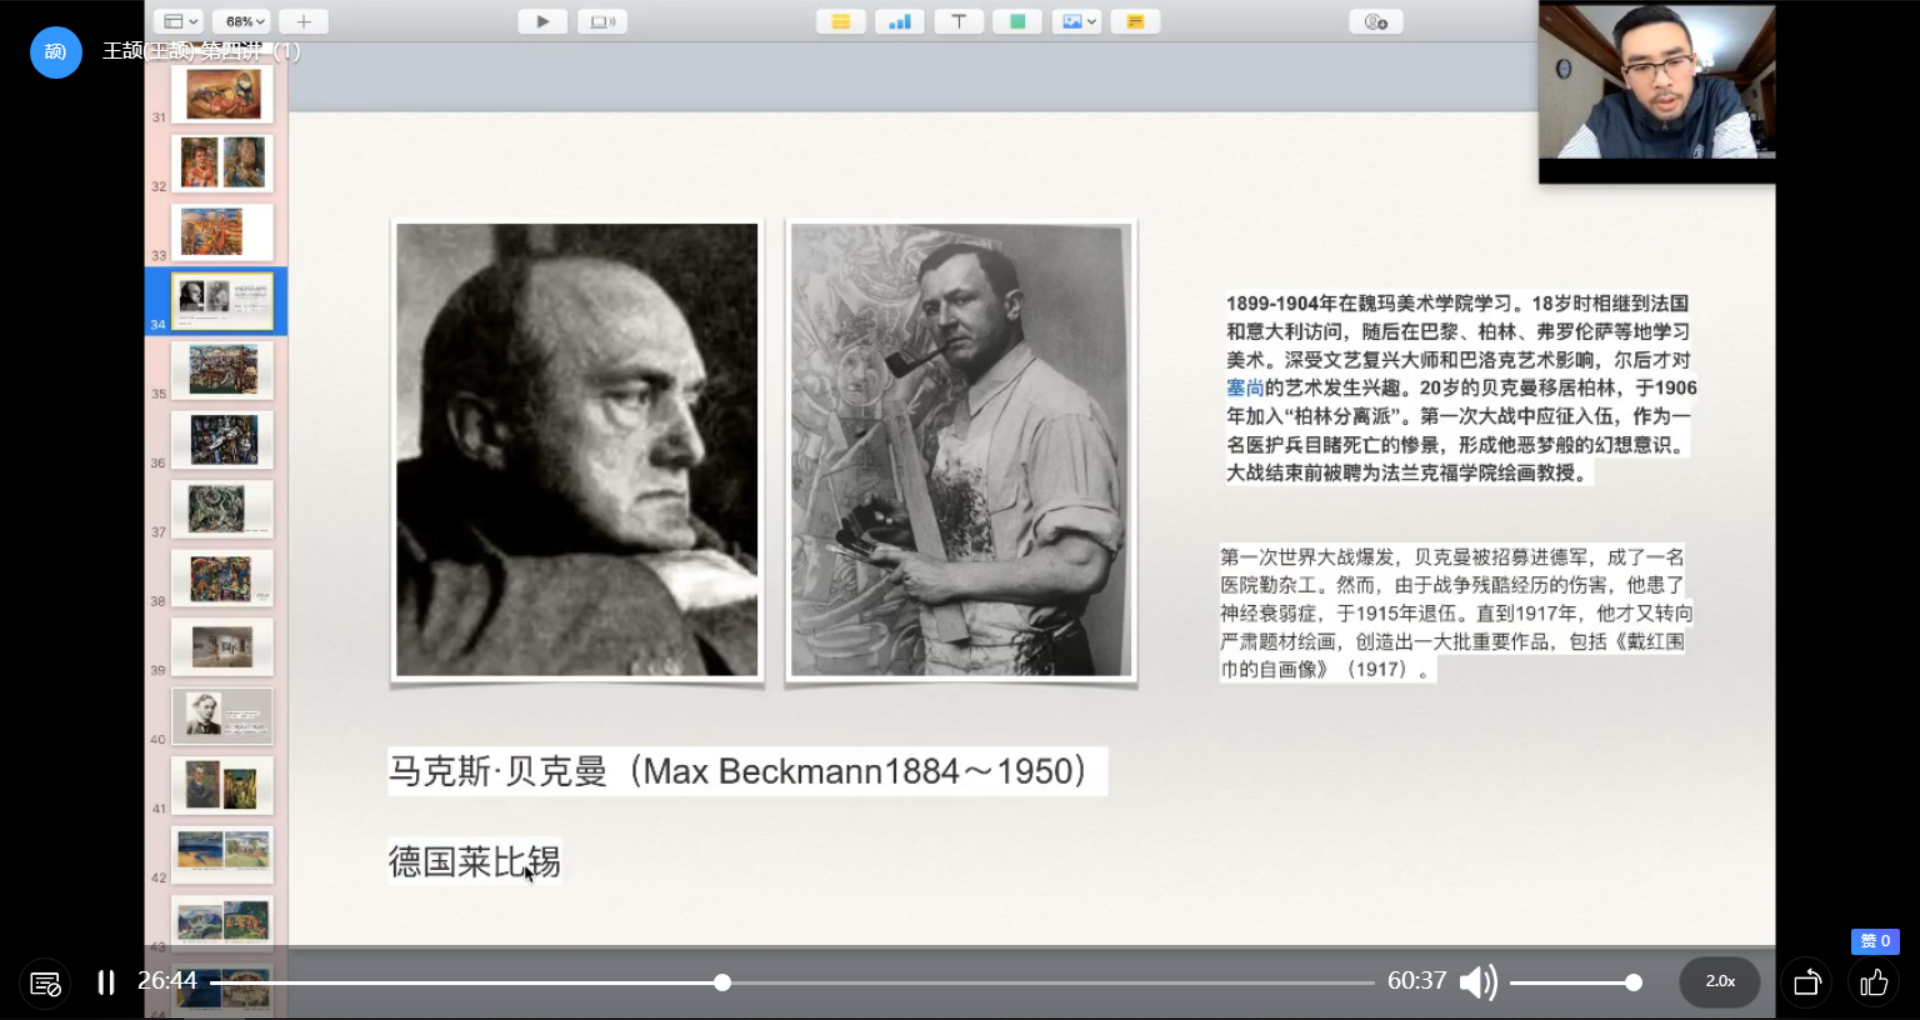 68%
颉)
王颉(王颉) 第四讲 (1)
31
32
33
34
35
36
37
38
39
40
41
42
43
44
1899-1904年在魏玛美术学院学习。18岁时相继到法国
和意大利访问，随后在巴黎、柏林、弗罗伦萨等地学习
美术。深受文艺复兴大师和巴洛克艺术影响，尔后才对
塞尚的艺术发生兴趣。20岁的贝克曼移居柏林，于1906
年加入“柏林分离派”。第一次大战中应征入伍，作为一
名医护兵目睹死亡的惨景，形成他恶梦般的幻想意识。
大战结束前被聘为法兰克福学院绘画教授。
第一次世界大战爆发，贝克曼被招募进德军，成了一名
医院勤杂工。然而，由于战争残酷经历的伤害，他患了
神经衰弱症，于1915年退伍。直到1917年，他才又转向
严肃题材绘画，创造出一大批重要作品，包括《戴红围
巾的自画像》（1917）。
马克斯·贝克曼（Max Beckmann1884～1950）
德国莱比锡
赞 0
26:44
60:37
2.0x